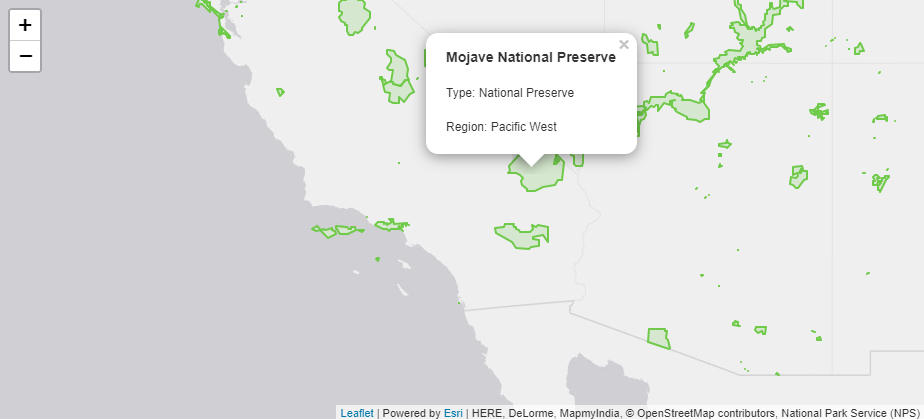 +
−
×
Mojave National Preserve
Type: National Preserve
Region: Pacific West
Leaflet | Powered by Esri | HERE, DeLorme, MapmyIndia, © OpenStreetMap contributors, National Park Service (NPS)